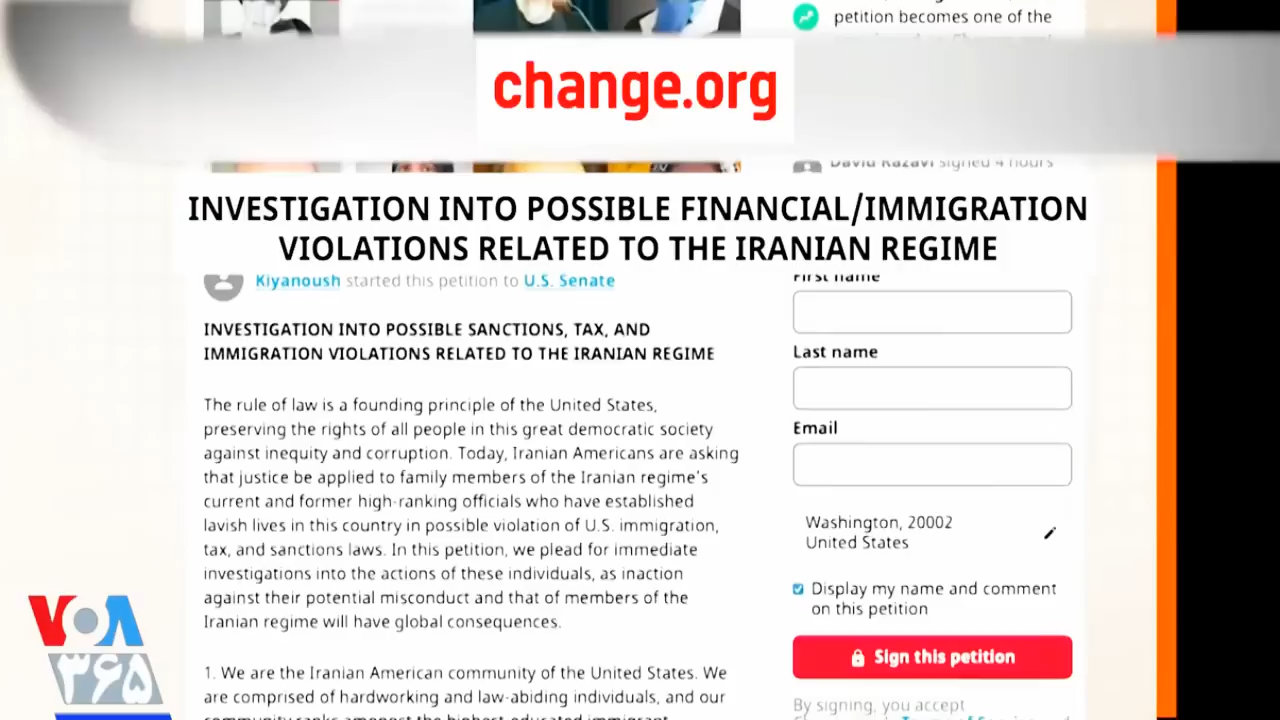 petition becomes one of the
change.org
David Razavi signed 4 hours
INVESTIGATION INTO POSSIBLE FINANCIAL/IMMIGRATION
VIOLATIONS RELATED TO THE IRANIAN REGIME
Kiyanoush started this petition to U.S. Senate
INVESTIGATION INTO POSSIBLE SANCTIONS, TAX, AND
IMMIGRATION VIOLATIONS RELATED TO THE IRANIAN REGIME
The rule of law is a founding principle of the United States,
preserving the rights of all people in this great democratic society
against inequity and corruption. Today, Iranian Americans are asking
that justice be applied to family members of the Iranian regime's
current and former high-ranking officials who have established
lavish lives in this country in possible violation of U.S. immigration,
tax, and sanctions laws. In this petition, we plead for immediate
investigations into the actions of these individuals, as inaction
against their potential misconduct and that of members of the
Iranian regime will have global consequences.
1. We are the Iranian American community of the United States. We
are comprised of hardworking and law-abiding individuals, and our
community ranks amongst the highest educated immigrant
First name
Last name
Email
Washington, 20002
United States
Display my name and comment
on this petition
Sign this petition
By signing, you accept
VOA
۳۶۵